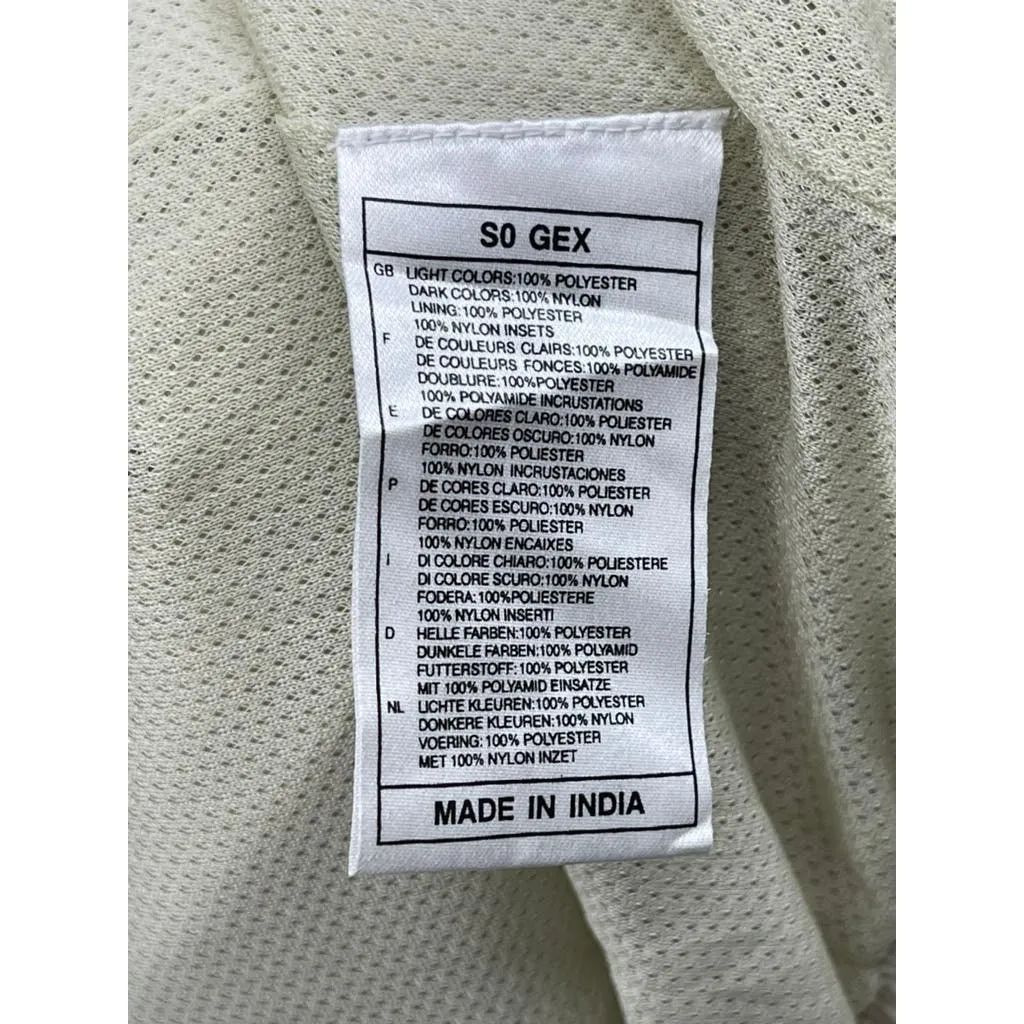 S0 GEX
GB LIGHT COLORS:100% POLYESTER
DARK COLORS:100% NYLON
LINING:100% POLYESTER
100% NYLON INSETS
F DE COULEURS CLAIRS:100% POLYESTER
DE COULEURS FONCES:100% POLYAMIDE
DOUBLURE:100%POLYESTER
100% POLYAMIDE INCRUSTATIONS
E DE COLORES CLARO:100% POLIESTER
DE COLORES OSCURO:100% NYLON
FORRO:100% POLIESTER
100% NYLON INCRUSTACIONES
P DE CORES CLARO:100% POLIESTER
DE CORES ESCURO:100% NYLON
FORRO:100% POLIESTER
100% NYLON ENCAIXES
I DI COLORE CHIARO:100% POLIESTERE
DI COLORE SCURO:100% NYLON
FODERA:100%POLIESTERE
100% NYLON INSERTI
D HELLE FARBEN:100% POLYESTER
DUNKELE FARBEN:100% POLYAMID
FUTTERSTOFF:100% POLYESTER
MIT 100% POLYAMID EINSATZE
NL LICHTE KLEUREN:100% POLYESTER
DONKERE KLEUREN:100% NYLON
VOERING:100% POLYESTER
MET 100% NYLON INZET
MADE IN INDIA